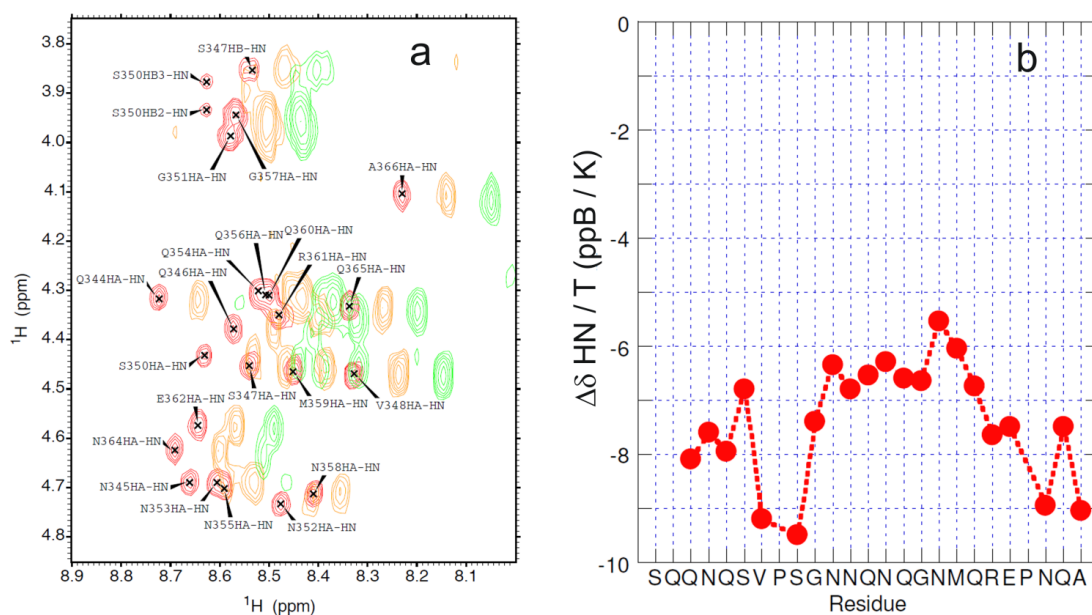 a
3.8
3.9
4.0
4.1
4.2
4.3
4.4
4.5
4.6
4.7
4.8
¹H (ppm)
S347HB-HN
S350HB3-HN
S350HB2-HN
G351HA-HN
G357HA-HN
A366HA-HN
Q356HA-HN
Q360HA-HN
Q354HA-HN
R361HA-HN
Q346HA-HN
Q365HA-HN
Q344HA-HN
S350HA-HN
S347HA-HN
M359HA-HN
V348HA-HN
E362HA-HN
N364HA-HN
N345HA-HN
N358HA-HN
N353HA-HN
N355HA-HN
N352HA-HN
8.9 8.8 8.7 8.6 8.5 8.4 8.3 8.2 8.1
¹H (ppm)
b
0
-2
-4
-6
-8
-10
Δδ HN / T (ppB / K)
SQQNQSVPSGNNQNQGNMQREPNQA
Residue